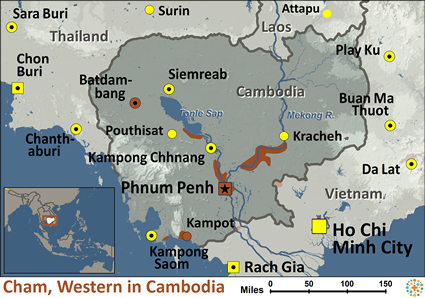 Sara Buri
Surin
Attapu
Laos
Thailand
Play Ku
Chon
Buri
Siemreab
Batdam-
bang
Cambodia
Buan Ma
Thuot
Tonle Sap
Mekong R.
Pouthisat
Kracheh
Chantha-
buri
Kampong Chhnang
Da Lat
Phnum Penh
Vietnam
Kampot
Ho Chi
Minh City
Kampong
Saom
Rach Gia
Cham, Western in Cambodia
Miles
0 50 100 150